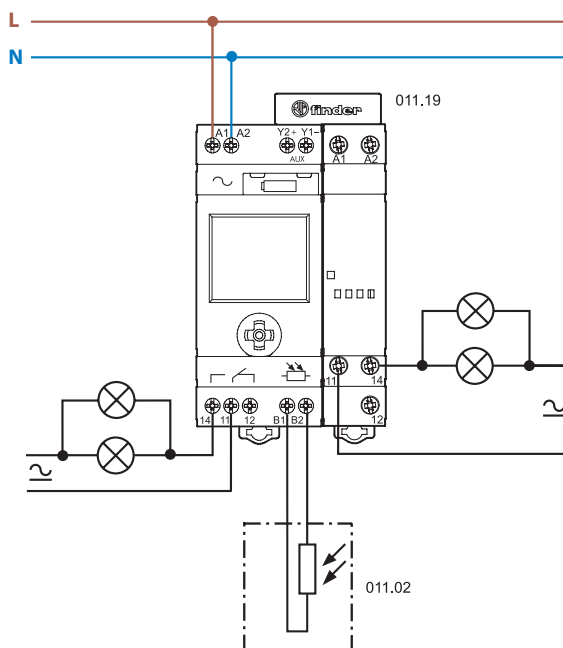 L
N
finder
011.19
A1 A2 Y2+ Y1-
AUX
A1 A2
11 14
12
14 11 12 B1 B2
011.02